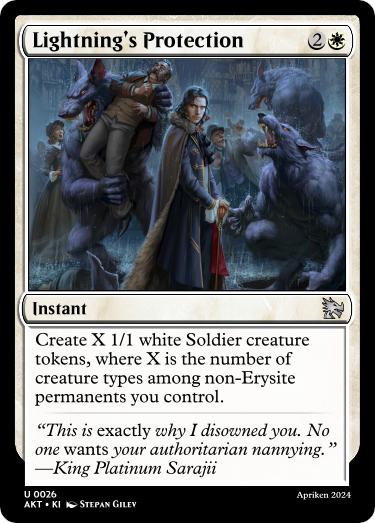 Lightning's Protection 2
Instant
Create X 1/1 white Soldier creature
tokens, where X is the number of
creature types among non-Erysite
permanents you control.
“This is exactly why I disowned you. No
one wants your authoritarian nannying.”
—King Platinum Sarajii
U 0026
Apriken 2024
AKT • KI Stepan Gilev